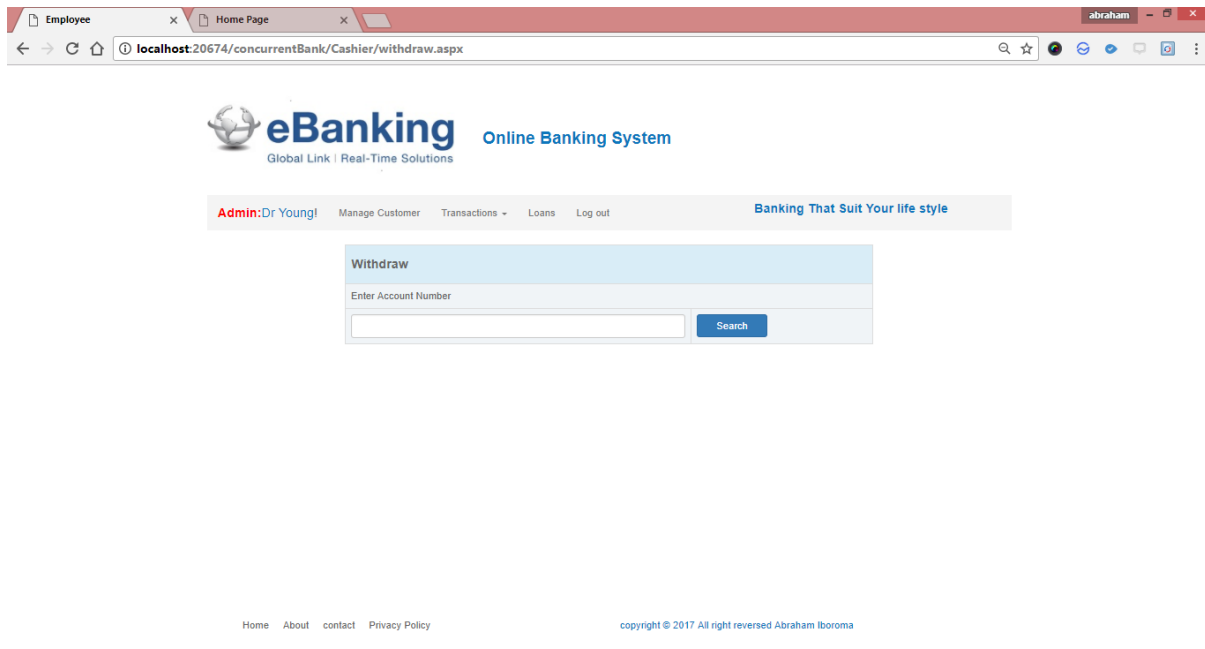 Employee
Home Page
abraham
localhost:20674/concurrentBank/Cashier/withdraw.aspx
eBanking
Global Link | Real-Time Solutions
Online Banking System
Admin:Dr Young! Manage Customer Transactions Loans Log out
Banking That Suit Your life style
Withdraw
Enter Account Number
Search
Home About contact Privacy Policy
copyright © 2017 All right reversed Abraham Iboroma